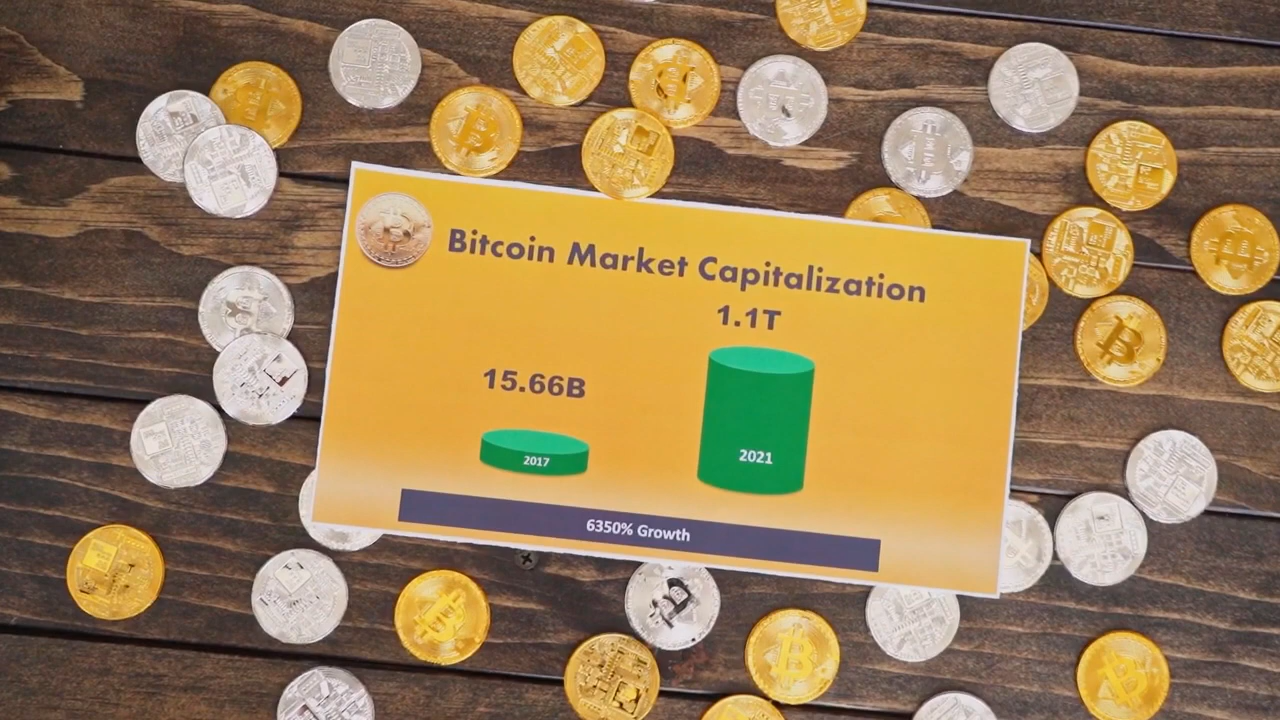 Bitcoin Market Capitalization
1.1T
15.66B
2017
2021
6350% Growth